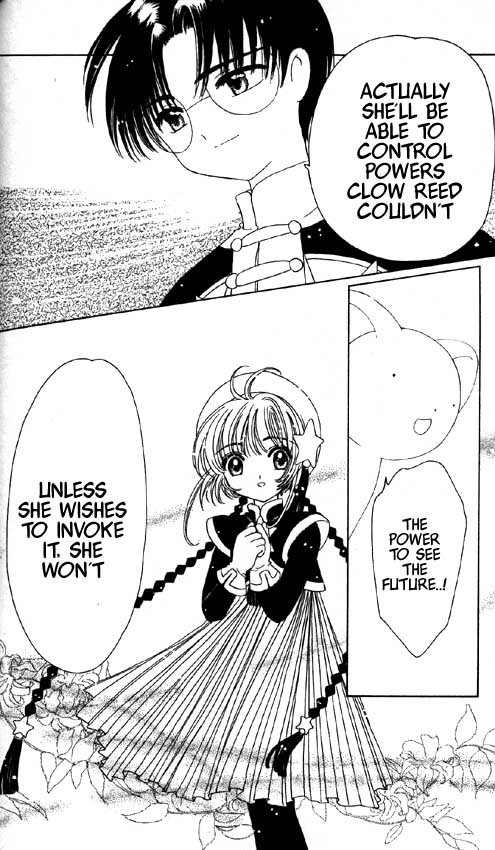 ACTUALLY
SHE'LL BE
ABLE TO
CONTROL
POWERS
CLOW REED
COULDN'T
THE
POWER
TO SEE
THE
FUTURE..!
UNLESS
SHE WISHES
TO INVOKE
IT. SHE
WON'T